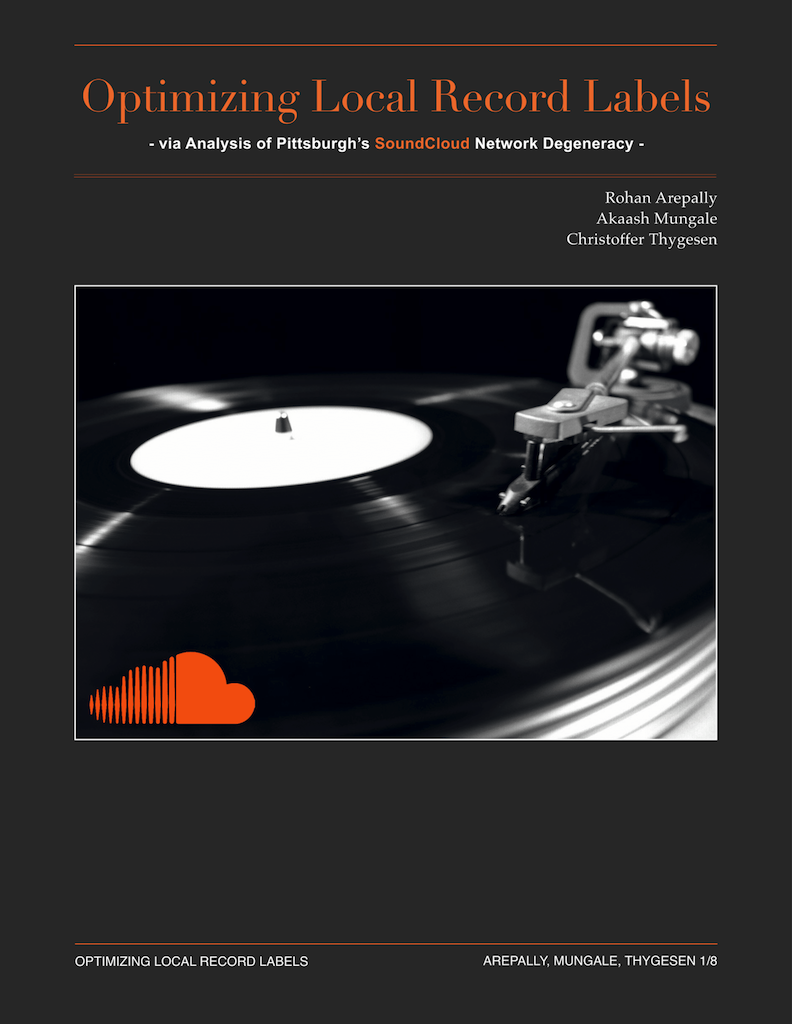 Optimizing Local Record Labels
- via Analysis of Pittsburgh’s SoundCloud Network Degeneracy -
Rohan Arepally
Akaash Mungale
Christoffer Thygesen
OPTIMIZING LOCAL RECORD LABELS
AREPALLY, MUNGALE, THYGESEN 1/8